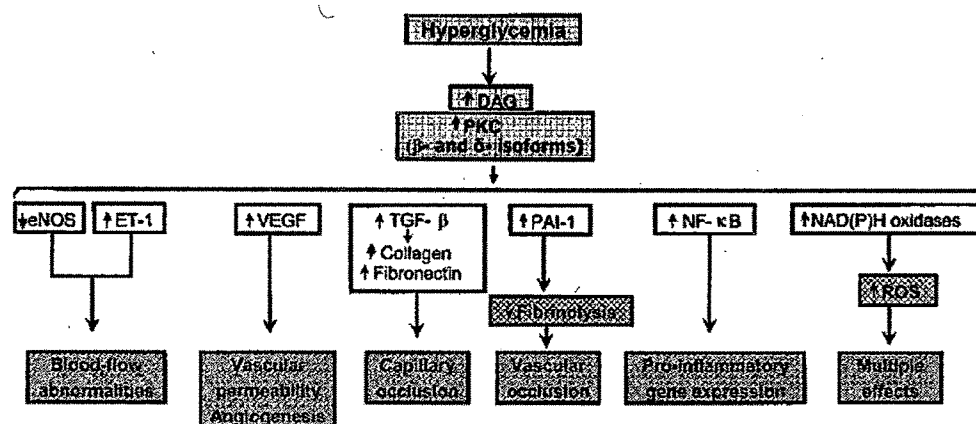 Hyperglycemia
↑DAG
↑PKC
(β- and δ- isoforms)
↓eNOS
↑ET-1
↑VEGF
↑TGF- β
↑Collagen
↑Fibronectin
↑PAI-1
↑NF- κB
↑NAD(P)H oxidases
↓Fibrinolysis
↑ROS
Blood-flow
abnormalities
Vascular
permeability
Angiogenesis
Capillary
occlusion
Vascular
occlusion
Pro-inflammatory
gene expression
Multiple
effects